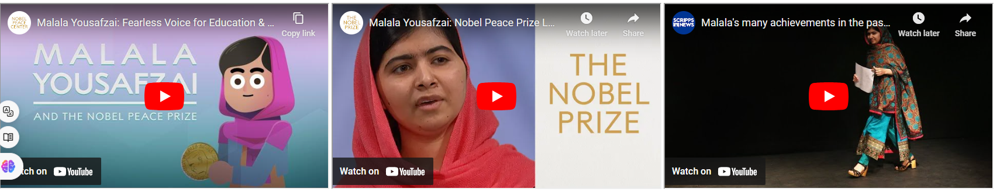 NOBEL
PEACE
CENTER
Malala Yousafzai: Fearless Voice for Education & ...
Copy link
MALALA
YOUSAFZAI
AND THE NOBEL PEACE PRIZE
tch on YouTube
THE
NOBEL
PRIZE
Malala Yousafzai: Nobel Peace Prize L...
Watch later
Share
THE
NOBEL
PRIZE
Watch on YouTube
SCRIPPS
NEWS
Malala's many achievements in the pas...
Watch later
Share
Watch on YouTube